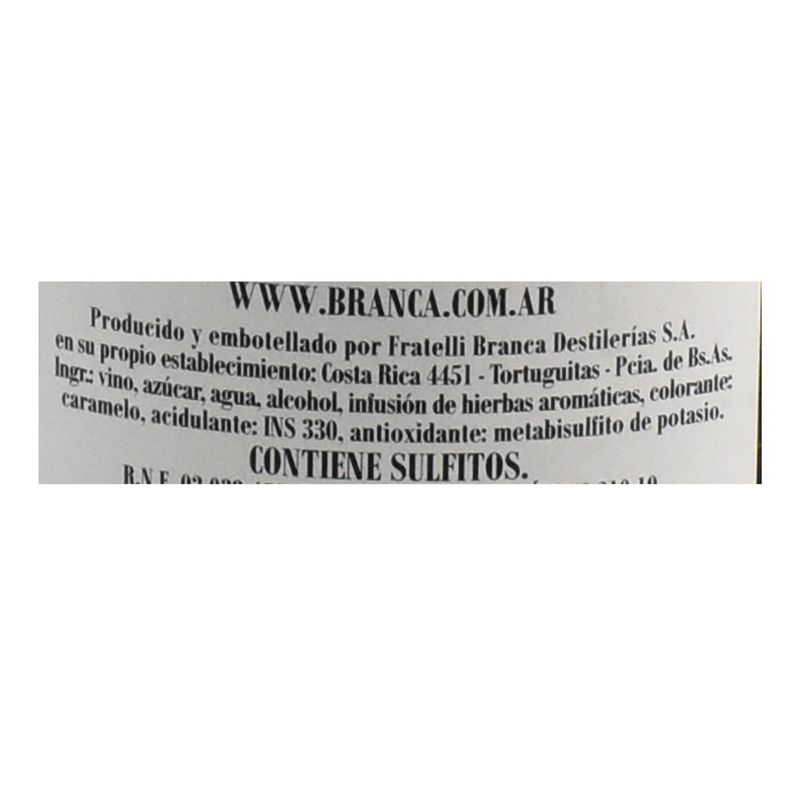 WWW.BRANCA.COM.AR
Producido y embotellado por Fratelli Branca Destilerías S.A.
en su propio establecimiento: Costa Rica 4451 - Tortuguitas - Pcia. de Bs.As.
Ingr.: vino, azúcar, agua, alcohol, infusión de hierbas aromáticas, colorante:
caramelo, acidulante: INS 330, antioxidante: metabisulfito de potasio.
CONTIENE SULFITOS.